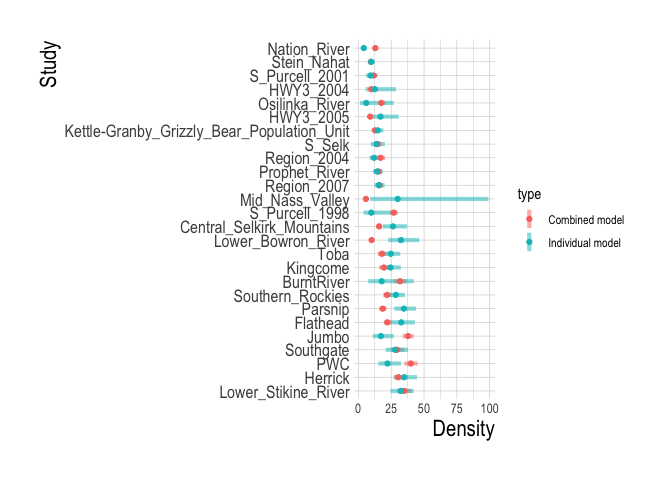 Study
Nation_River
Stein_Nahat
S_Purcell_2001
HWY3_2004
Osilinka_River
HWY3_2005
Kettle-Granby_Grizzly_Bear_Population_Unit
S_Selk
Region_2004
Prophet_River
Region_2007
Mid_Nass_Valley
S_Purcell_1998
Central_Selkirk_Mountains
Lower_Bowron_River
Toba
Kingcome
BurntRiver
Southern_Rockies
Parsnip
Flathead
Jumbo
Southgate
PWC
Herrick
Lower_Stikine_River
0 25 50 75 100
Density
type
Combined model
Individual model